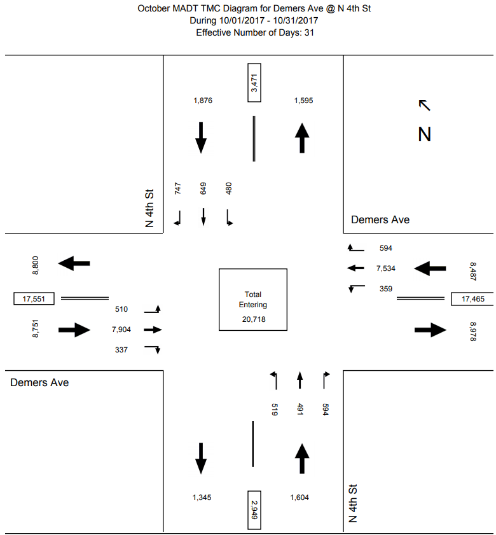 October MADT TMC Diagram for Demers Ave @ N 4th St
During 10/01/2017 - 10/31/2017
Effective Number of Days: 31
3,471
1,876
1,595
N
747
649
480
N 4th St
Demers Ave
8,800
594
7,534
359
8,487
17,551
17,465
Total
Entering
20,718
510
8,751
7,904
337
8,978
Demers Ave
519
491
594
1,345
2,949
1,604
N 4th St